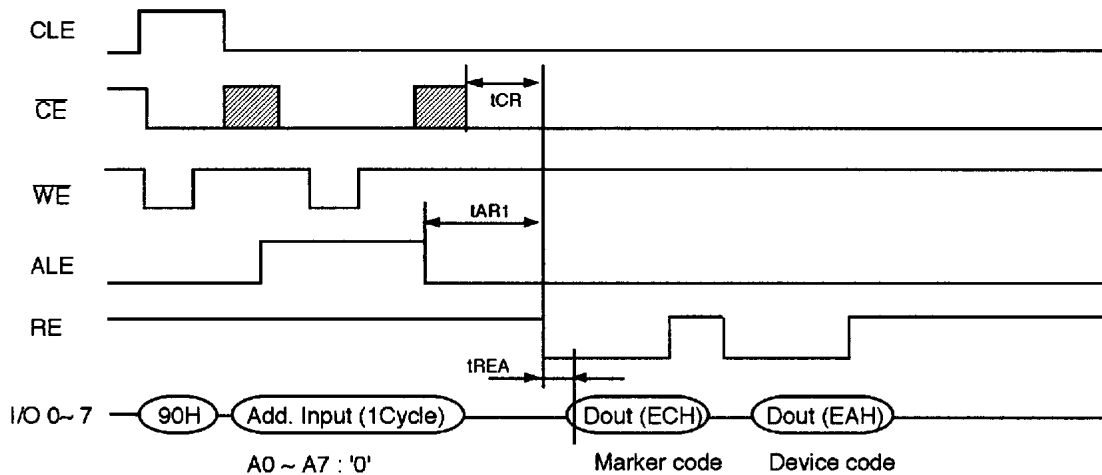 CLE
CE
tCR
WE
tAR1
ALE
RE
tREA
I/O 0~ 7
90H
Add. Input (1Cycle)
Dout (ECH)
Dout (EAH)
A0 ~ A7 : '0'
Marker code
Device code